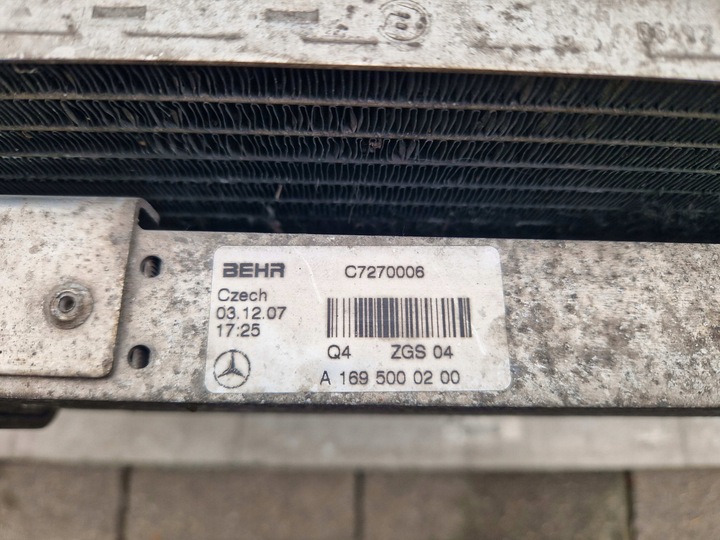 BEHR C7270006
Czech
03.12.07
17:25
Q4 ZGS 04
A 169 500 02 00